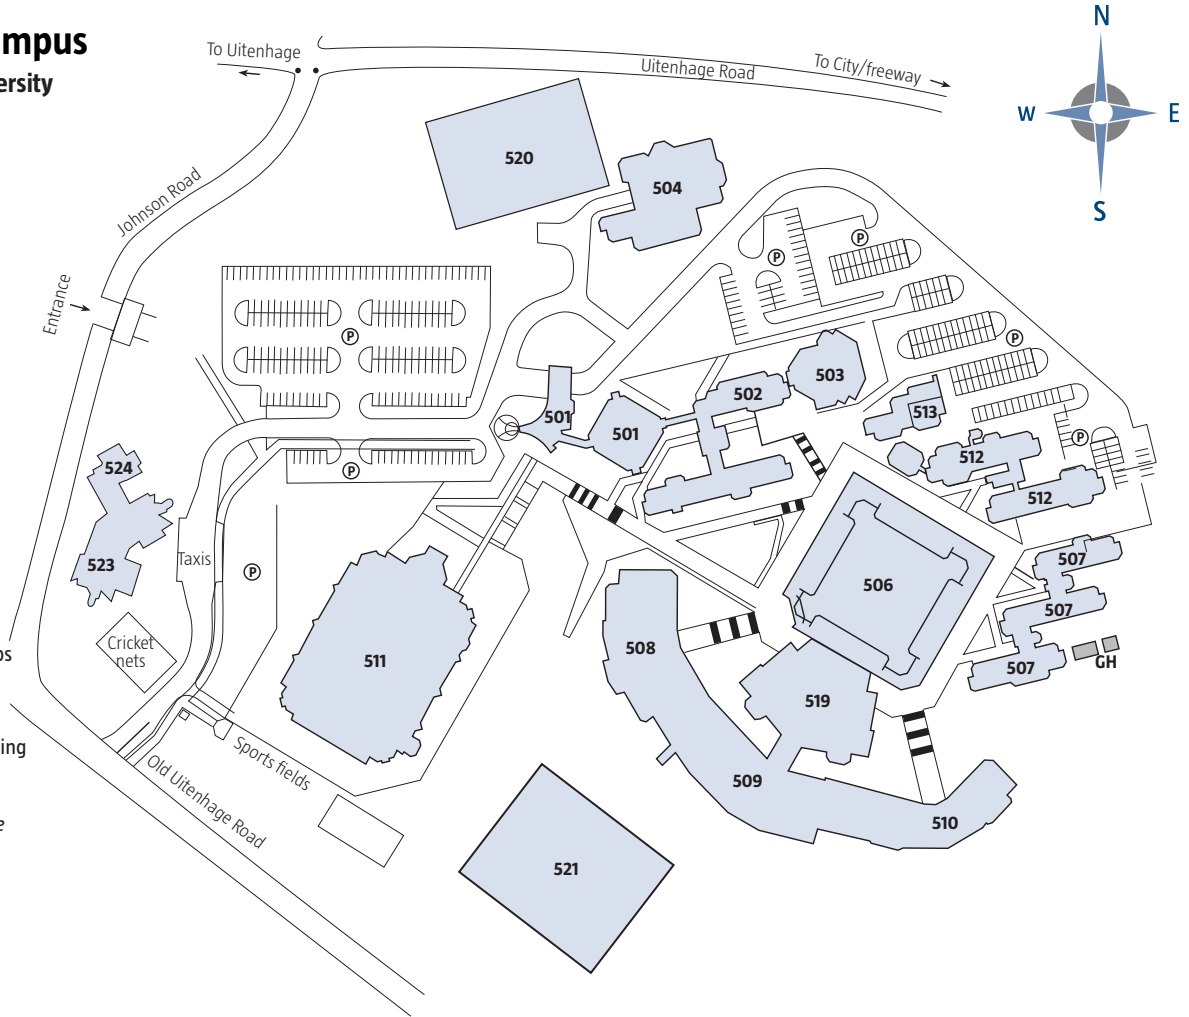 mpus
ersity
N
W
E
S
To Uitenhage
Uitenhage Road
To City/freeway
Johnson Road
Entrance
520
504
P
P
P
P
P
P
P
501
501
502
503
513
512
512
524
523
Taxis
Cricket
nets
511
506
507
507
507
GH
508
519
509
510
521
Sports fields
Old Uitenhage Road
os
ing
e